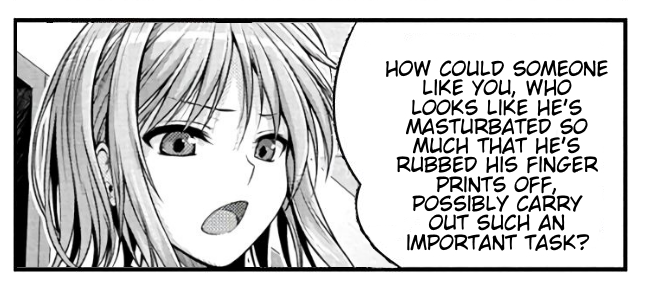 HOW COULD SOMEONE
LIKE YOU, WHO
LOOKS LIKE HE'S
MASTURBATED SO
MUCH THAT HE'S
RUBBED HIS FINGER
PRINTS OFF,
POSSIBLY CARRY
OUT SUCH AN
IMPORTANT TASK?